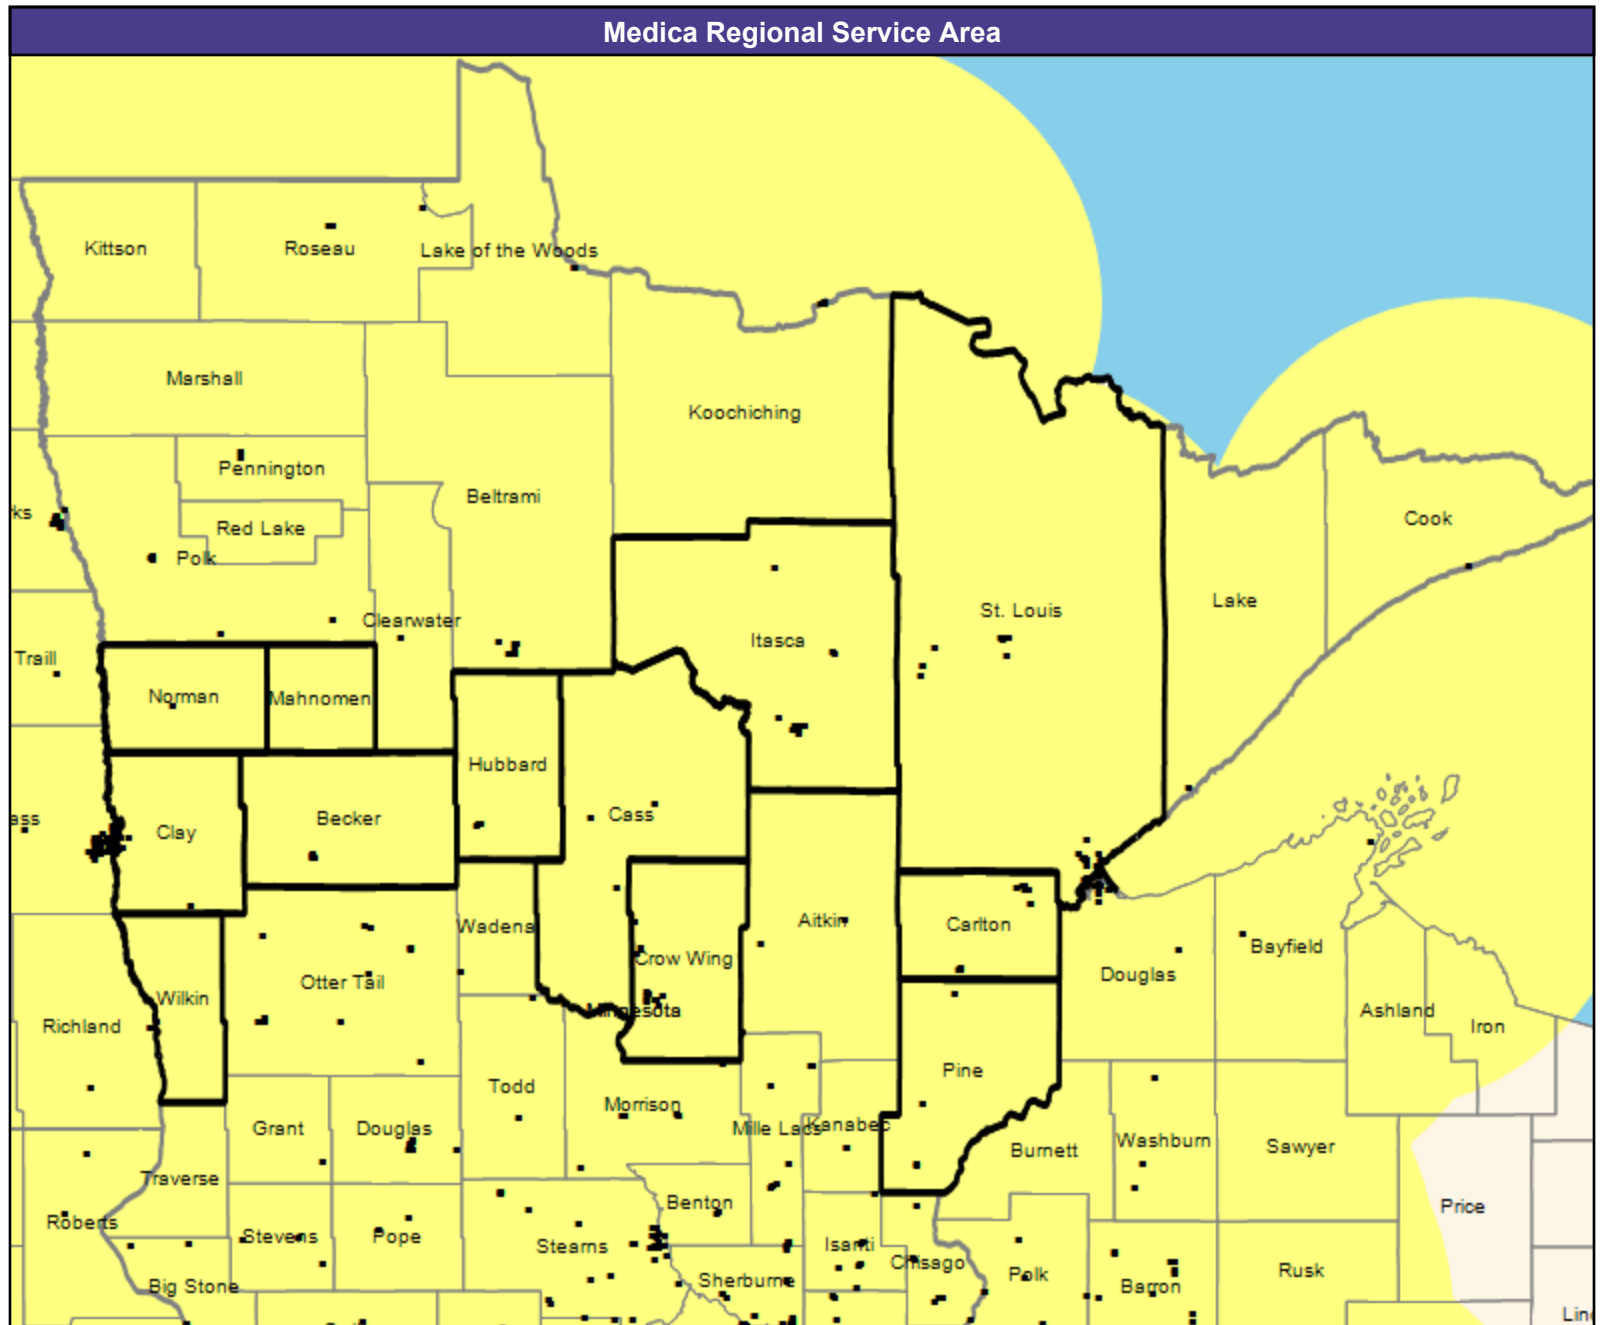 Medica Regional Service Area
Kittson
Roseau
Lake of the Woods
Marshall
Koochiching
Pennington
Beltrami
ks
Red Lake
Cook
Polk
Lake
St. Louis
Clearwater
Itasca
Traill
Norman
Mahnomen
Hubbard
Cass
ass
Becker
Clay
Aitkin
Carlton
Wadena
Bayfield
Crow Wing
Douglas
Otter Tail
Wilkin
Minnesota
Ashland
Richland
Iron
Pine
Todd
Morrison
Grant
Douglas
Mille Lacs
Kanabec
Washburn
Burnett
Sawyer
Traverse
Benton
Price
Roberts
Stevens
Pope
Stearns
Isanti
Chisago
Polk
Rusk
Sherburne
Big Stone
Barron
Lin